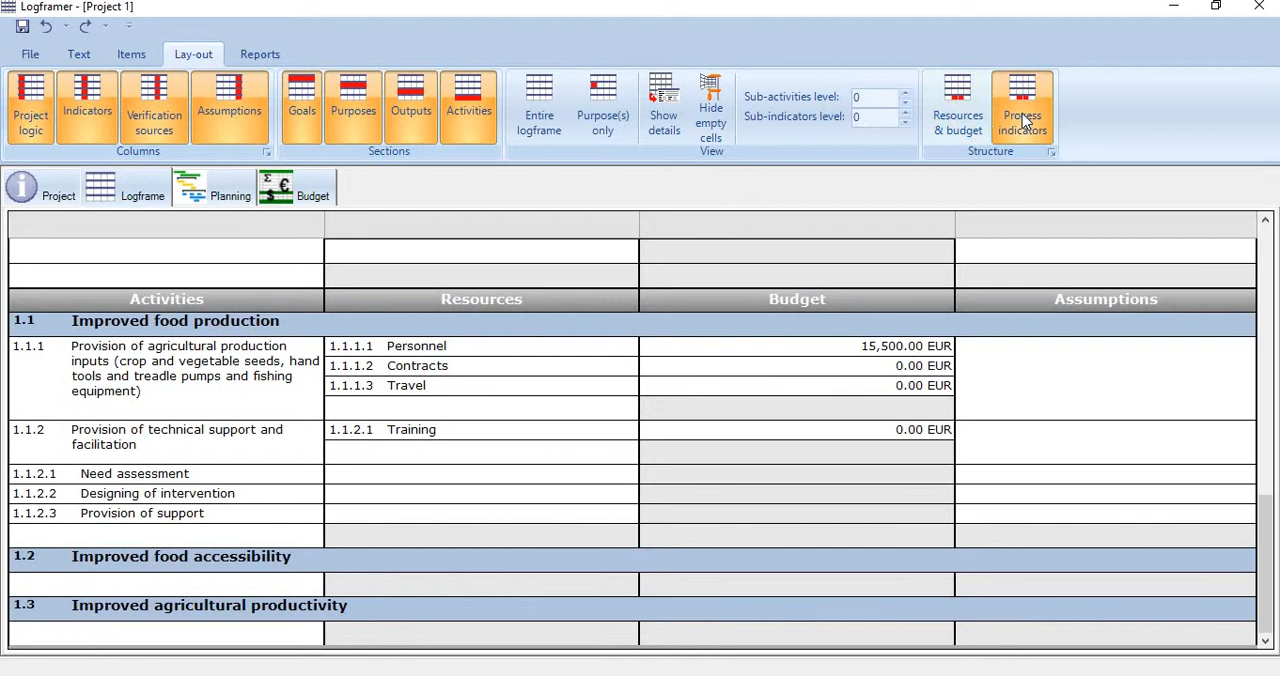 Logframer - [Project 1]
File Text Items Lay-out Reports
Project logic
Indicators
Verification sources
Assumptions
Columns
Goals
Purposes
Outputs
Activities
Sections
Entire logframe
Purpose(s) only
Show details
Hide empty cells
View
Sub-activities level: 0
Sub-indicators level: 0
Resources & budget
Process indicators
Structure
Project Logframe Planning Budget
Activities Resources Budget Assumptions
1.1 Improved food production
1.1.1 Provision of agricultural production
inputs (crop and vegetable seeds, hand
tools and treadle pumps and fishing
equipment)
1.1.1.1 Personnel 15,500.00 EUR
1.1.1.2 Contracts 0.00 EUR
1.1.1.3 Travel 0.00 EUR
1.1.2 Provision of technical support and
facilitation
1.1.2.1 Training 0.00 EUR
1.1.2.1 Need assessment
1.1.2.2 Designing of intervention
1.1.2.3 Provision of support
1.2 Improved food accessibility
1.3 Improved agricultural productivity